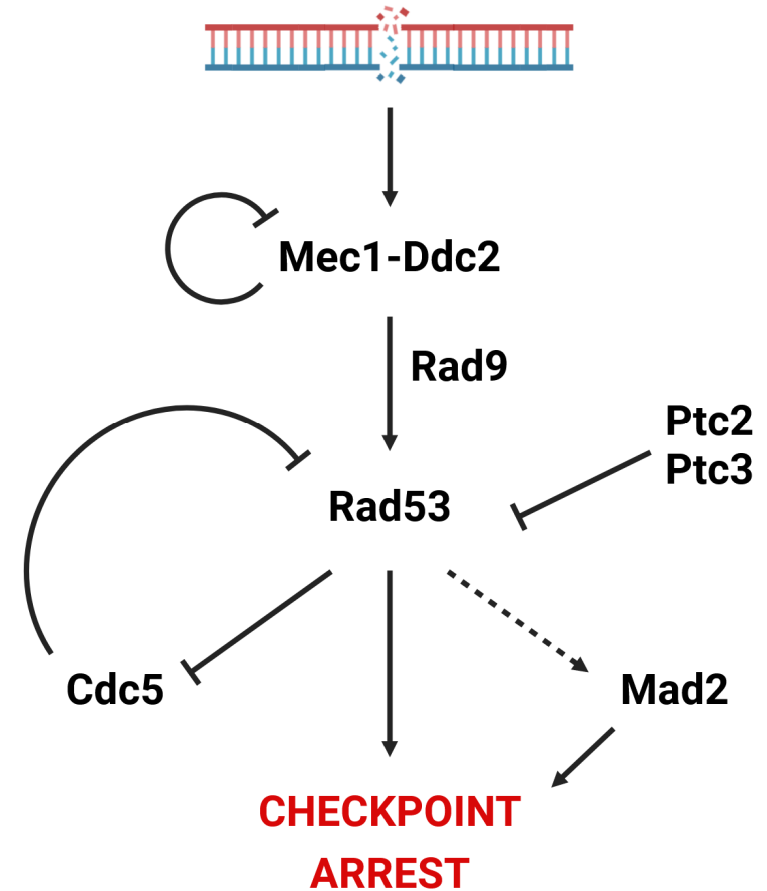 Mec1-Ddc2
Rad9
Ptc2
Ptc3
Rad53
Cdc5
Mad2
CHECKPOINT
ARREST